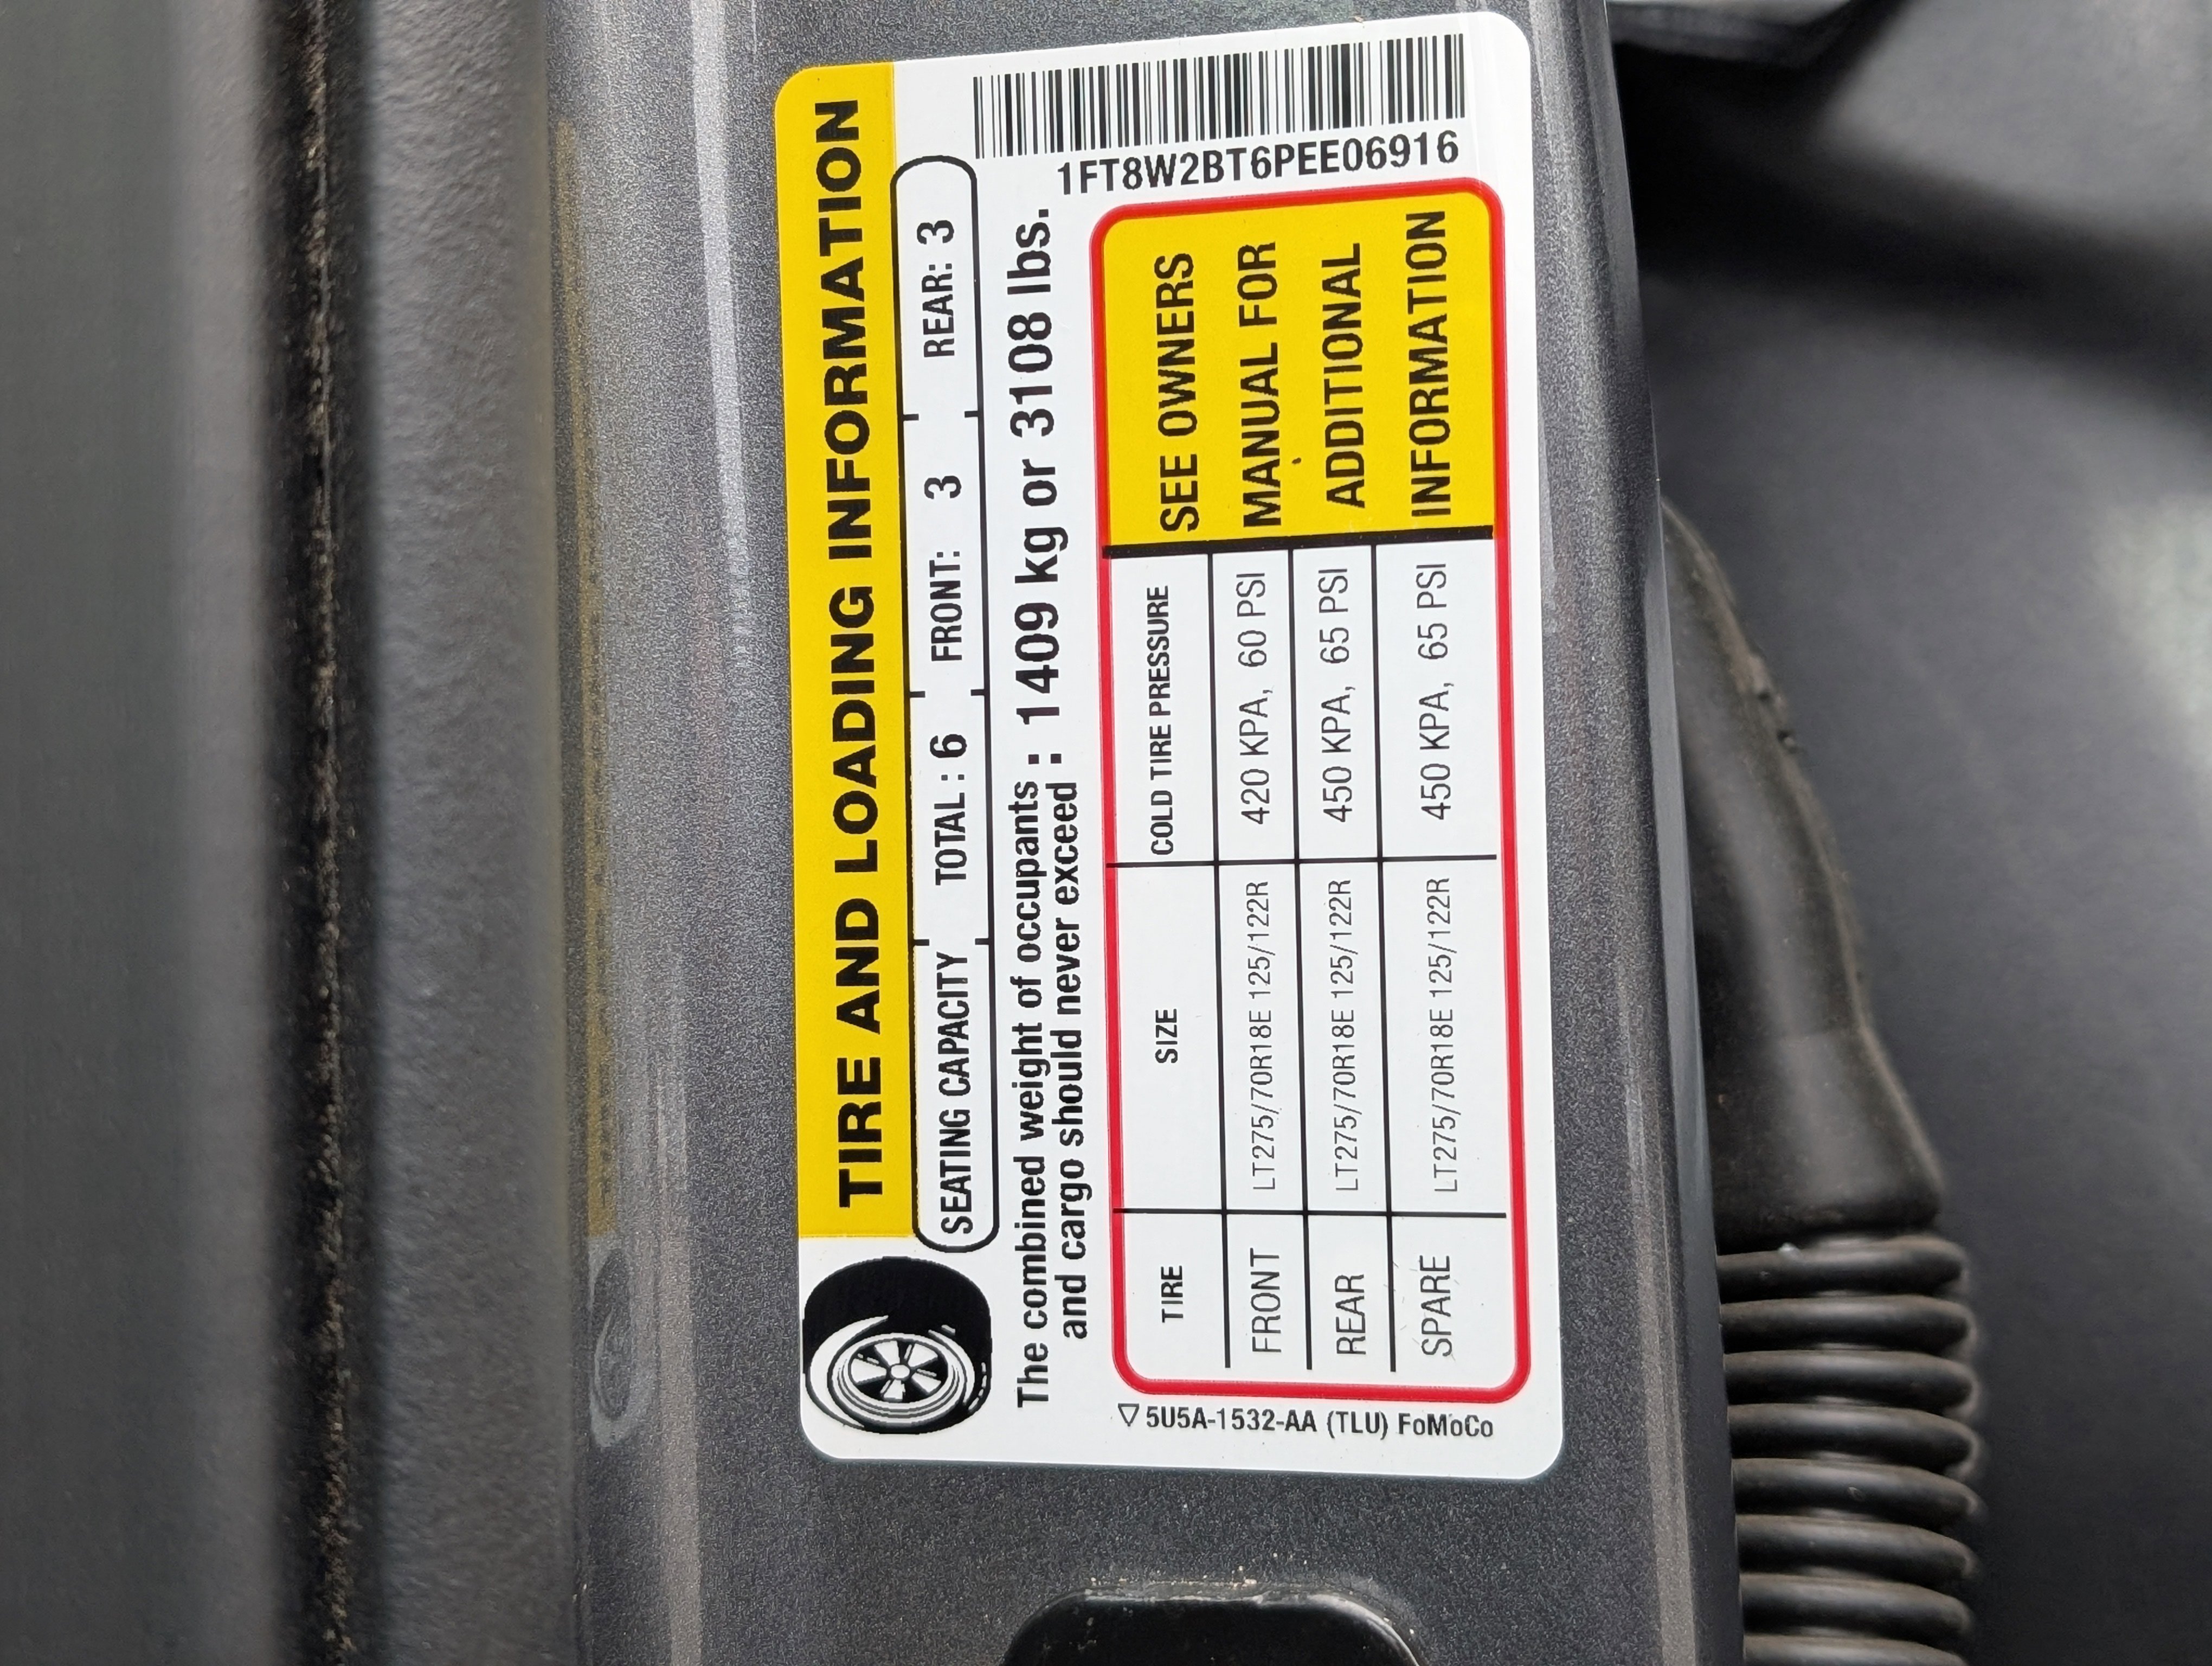 TIRE AND LOADING INFORMATION
SEATING CAPACITY TOTAL : 6 FRONT: 3 REAR: 3
The combined weight of occupants
and cargo should never exceed : 1409 kg or 3108 lbs.
1FT8W2BT6PEE06916
TIRE SIZE COLD TIRE PRESSURE
FRONT LT275/70R18E 125/122R 420 KPA, 60 PSI
REAR LT275/70R18E 125/122R 450 KPA, 65 PSI
SPARE LT275/70R18E 125/122R 450 KPA, 65 PSI
SEE OWNERS
MANUAL FOR
ADDITIONAL
INFORMATION
▽ 5U5A-1532-AA (TLU) FoMoCo